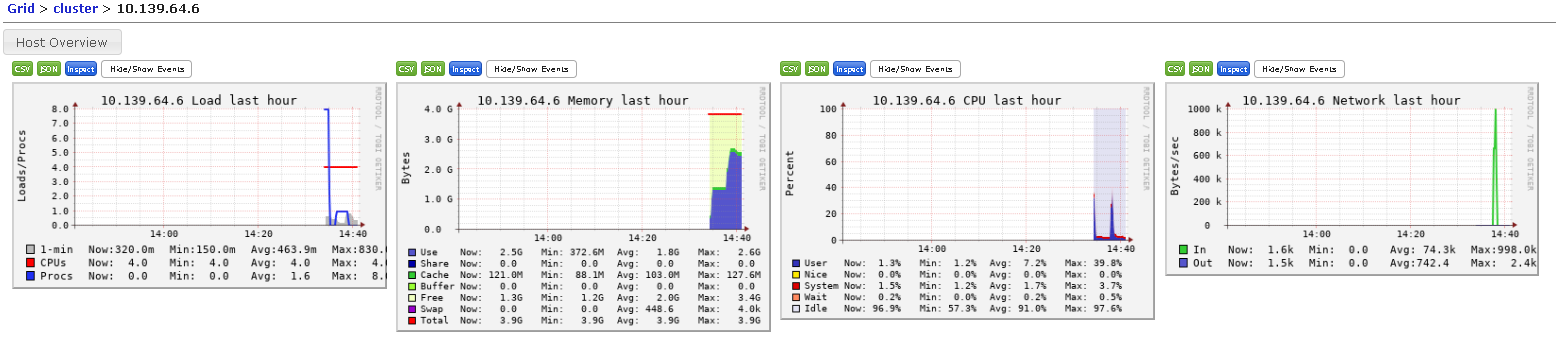 Grid > cluster > 10.139.64.6
Host Overview
CSV JSON Inspect Hide/Show Events
10.139.64.6 Load last hour
RRDTOOL / TOBI OETIKER
Loads/Procs
8.0
7.0
6.0
5.0
4.0
3.0
2.0
1.0
0.0
14:00 14:20 14:40
1-min Now:320.0m Min:150.0m Avg:463.9m Max:830.
CPUs Now: 4.0 Min: 4.0 Avg: 4.0 Max: 4.
Procs Now: 0.0 Min: 0.0 Avg: 1.6 Max: 8.
CSV JSON Inspect Hide/Show Events
10.139.64.6 Memory last hour
RRDTOOL / TOBI OETIKER
Bytes
4.0 G
3.0 G
2.0 G
1.0 G
0.0
14:00 14:20 14:40
Use Now: 2.5G Min: 372.6M Avg: 1.8G Max: 2.6G
Share Now: 0.0 Min: 0.0 Avg: 0.0 Max: 0.0
Cache Now: 121.0M Min: 88.1M Avg: 103.0M Max: 127.6M
Buffer Now: 0.0 Min: 0.0 Avg: 0.0 Max: 0.0
Free Now: 1.3G Min: 1.2G Avg: 2.0G Max: 3.4G
Swap Now: 0.0 Min: 0.0 Avg: 448.6 Max: 4.0k
Total Now: 3.9G Min: 3.9G Avg: 3.9G Max: 3.9G
CSV JSON Inspect Hide/Show Events
10.139.64.6 CPU last hour
RRDTOOL / TOBI OETIKER
Percent
100
80
60
40
20
0
14:00 14:20 14:40
User Now: 1.3% Min: 1.2% Avg: 7.2% Max: 39.8%
Nice Now: 0.0% Min: 0.0% Avg: 0.0% Max: 0.0%
System Now: 1.5% Min: 1.2% Avg: 1.7% Max: 3.7%
Wait Now: 0.2% Min: 0.0% Avg: 0.2% Max: 0.5%
Idle Now: 96.9% Min: 57.3% Avg: 91.0% Max: 97.6%
CSV JSON Inspect Hide/Show Events
10.139.64.6 Network last hour
RRDTOOL / TOBI OETIKER
Bytes/sec
1000 k
800 k
600 k
400 k
200 k
0
14:00 14:20 14:40
In Now: 1.6k Min: 0.0 Avg: 74.3k Max:998.0k
Out Now: 1.5k Min: 0.0 Avg:742.4 Max: 2.4k